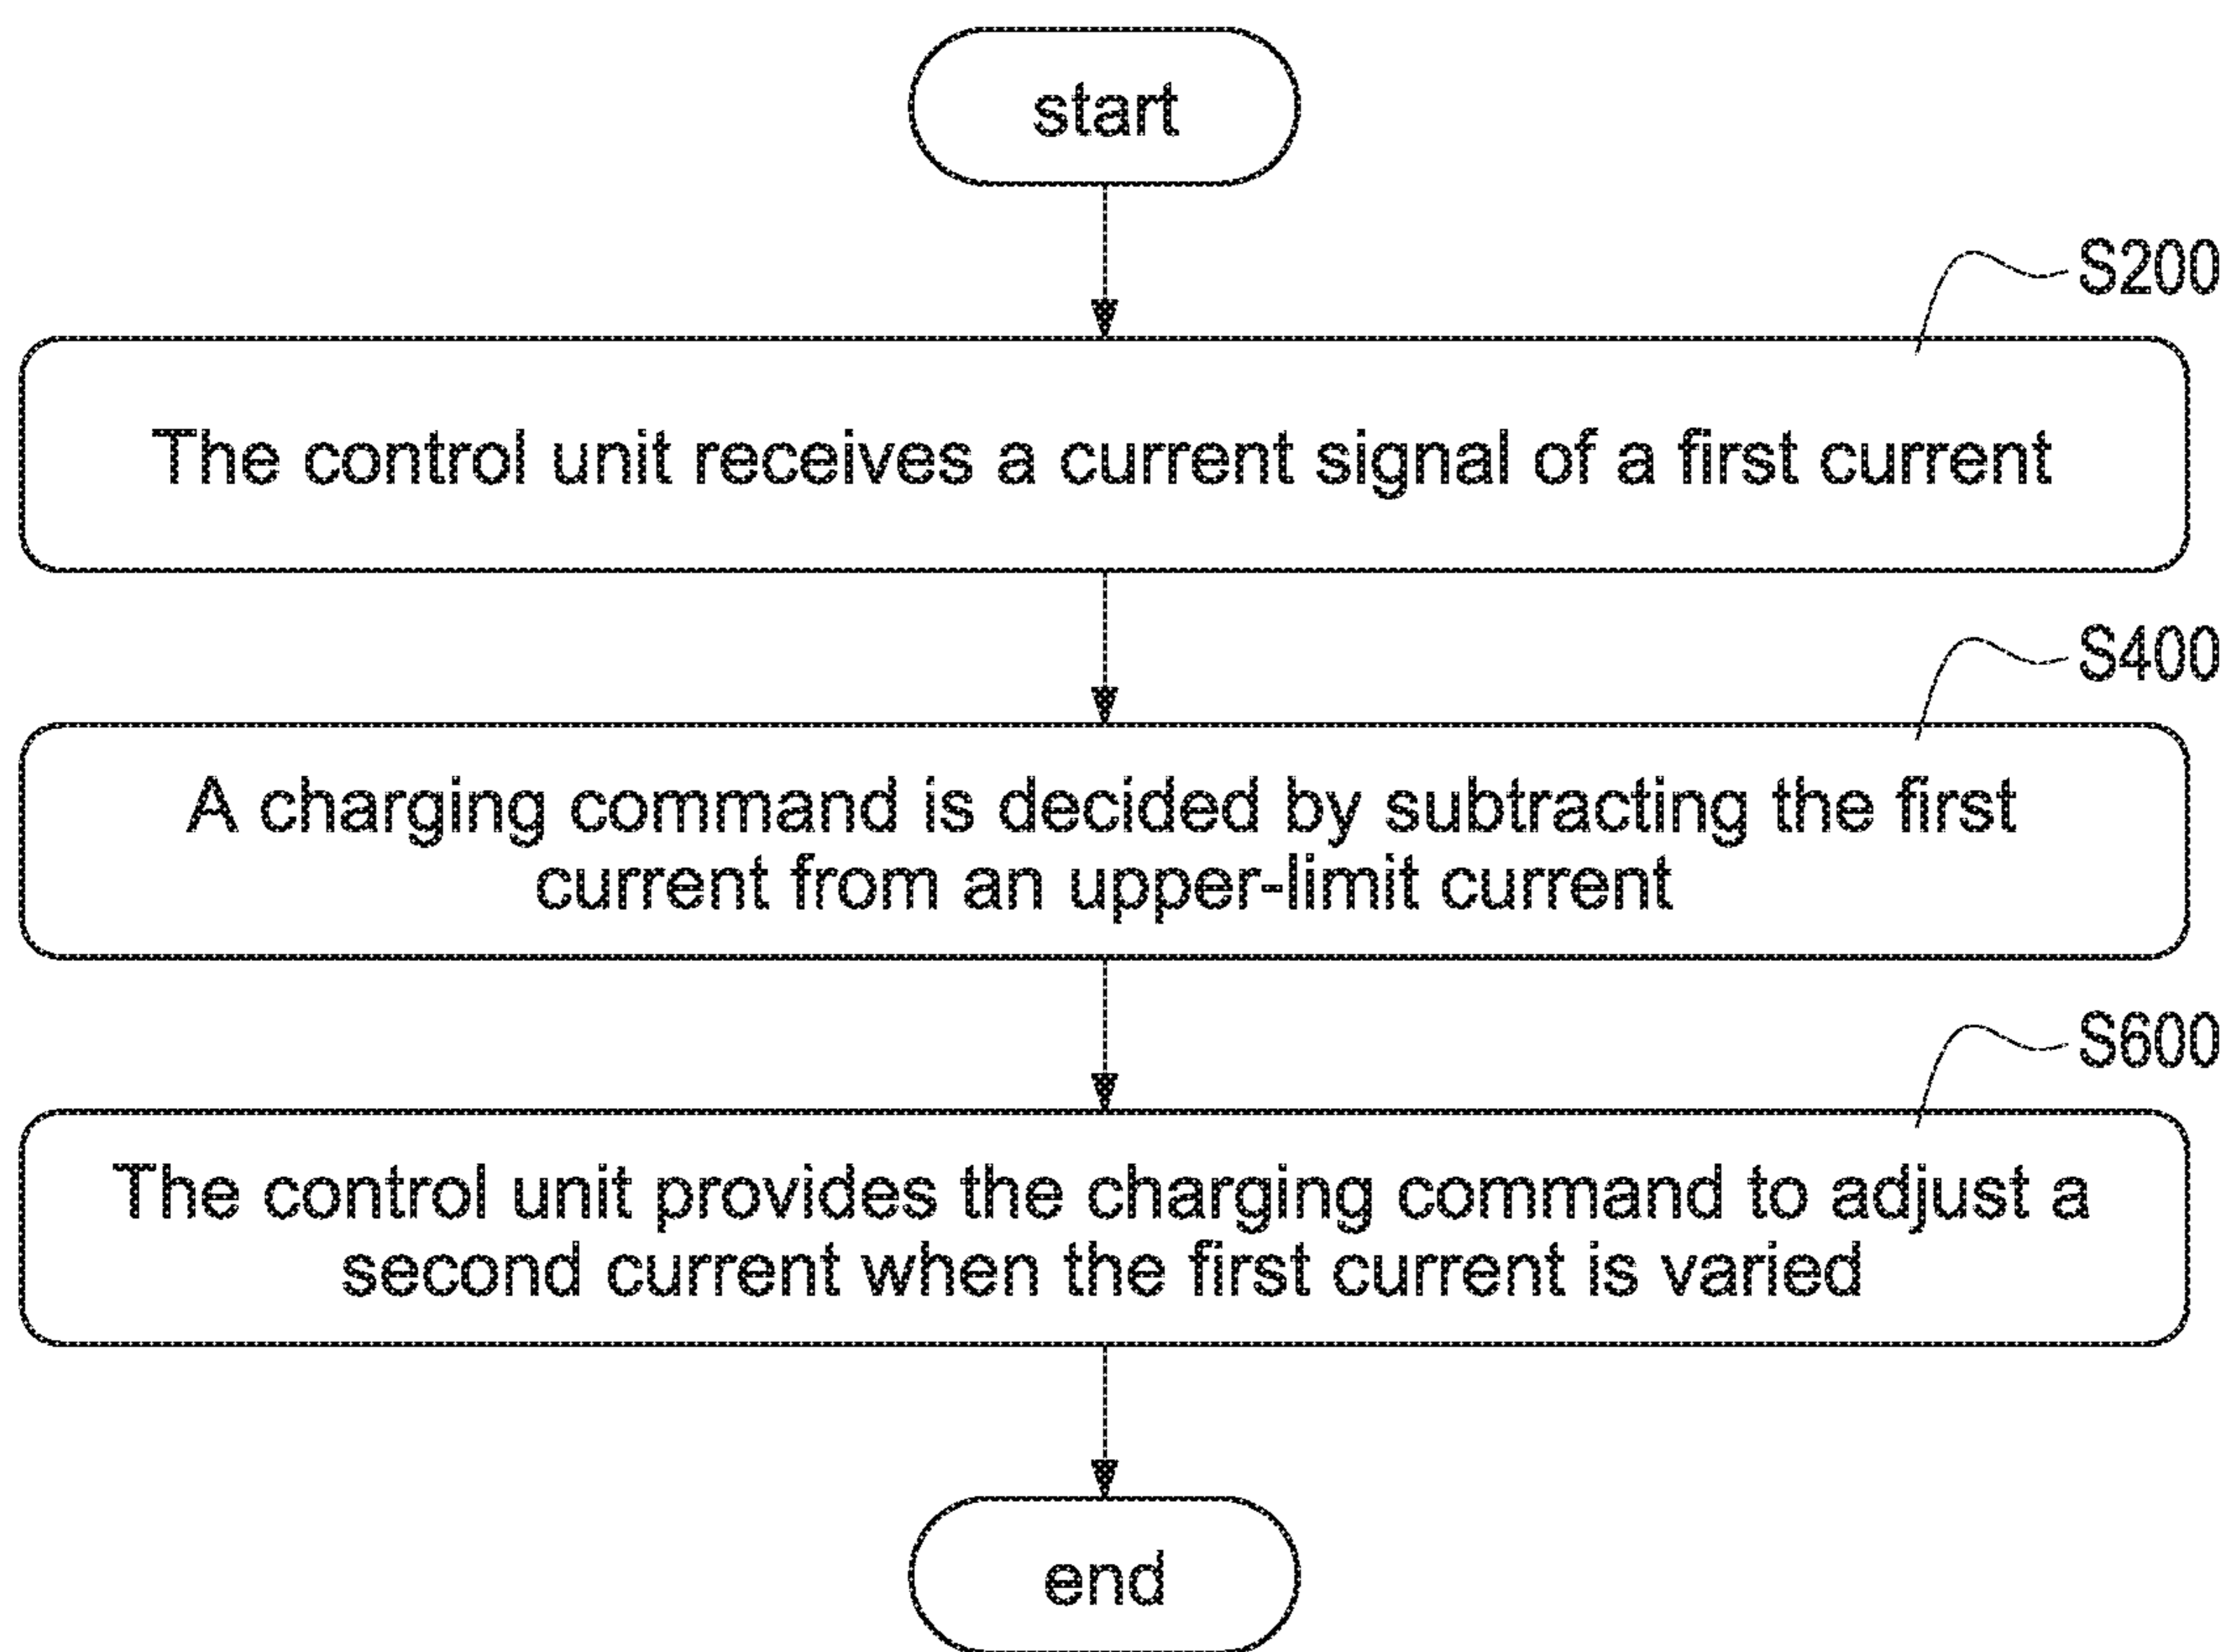 start
S200
The control unit receives a current signal of a first current
S400
A charging command is decided by subtracting the first
current from an upper-limit current
S600
The control unit provides the charging command to adjust a
second current when the first current is varied
end